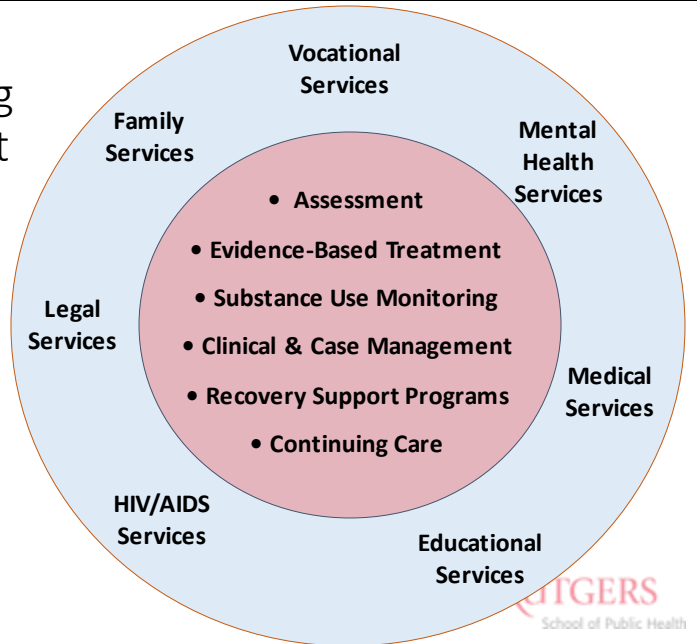 Vocational
Services
Family
Services
Mental
Health
Services
• Assessment
• Evidence-Based Treatment
• Substance Use Monitoring
• Clinical & Case Management
• Recovery Support Programs
• Continuing Care
Legal
Services
Medical
Services
HIV/AIDS
Services
Educational
Services
RUTGERS
School of Public Health